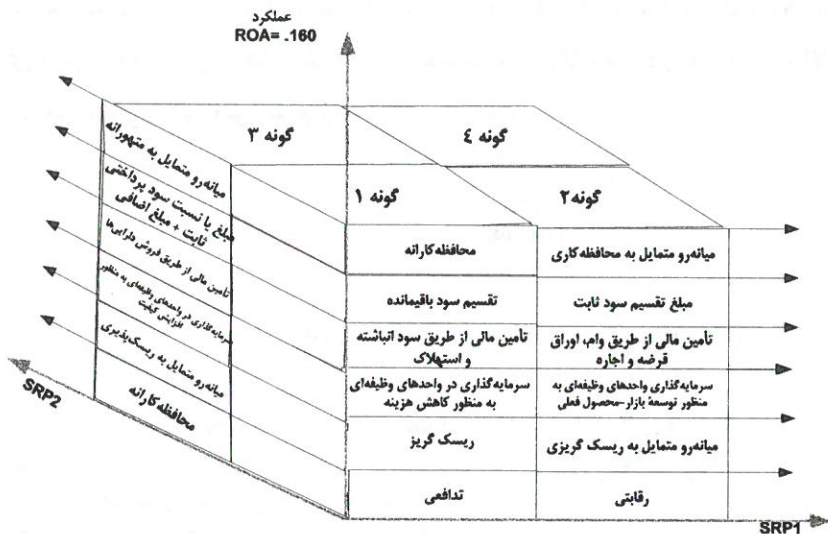 عملکرد
ROA= .160
گونه ۳
گونه ٤
گونه ۱
گونه ۲
میانه‌رو متمایل به متهورانه
مبلغ یا نسبت سود پرداختی
ثابت + مبلغ اضافی
تأمین مالی از طریق فروش دارایی‌ها
سرمایه‌گذاری در واحدهای وظیفه‌ای به منظور
افزایش کیفیت
میانه‌رو متمایل به ریسک‌پذیری
محافظه‌کارانه
محافظه‌کارانه
میانه‌رو متمایل به محافظه‌کاری
تقسیم سود باقیمانده
مبلغ تقسیم سود ثابت
تأمین مالی از طریق سود انباشته
و استهلاک
تأمین مالی از طریق وام، اوراق
قرضه و اجاره
سرمایه‌گذاری در واحدهای وظیفه‌ای
به منظور کاهش هزینه
سرمایه‌گذاری واحدهای وظیفه‌ای به
منظور توسعهٔ بازار-محصول فعلی
ریسک گریز
میانه‌رو متمایل به ریسک گریزی
تدافعی
رقابتی
SRP2
SRP1